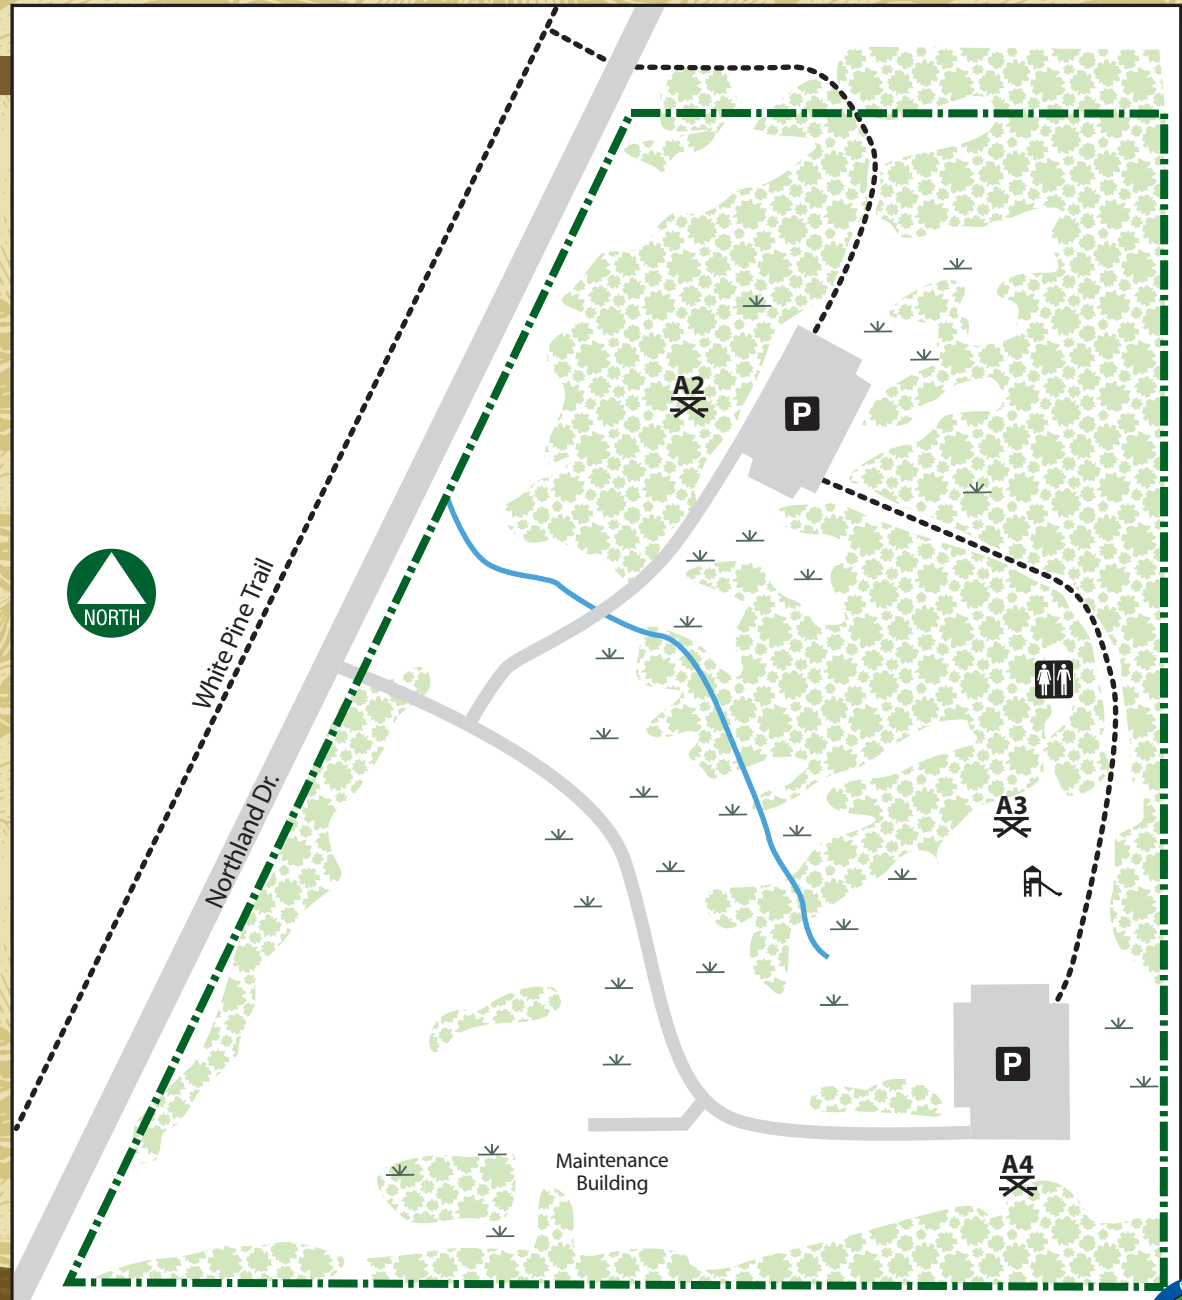 A2
P
NORTH
White Pine Trail
Northland Dr.
A3
P
Maintenance
Building
A4